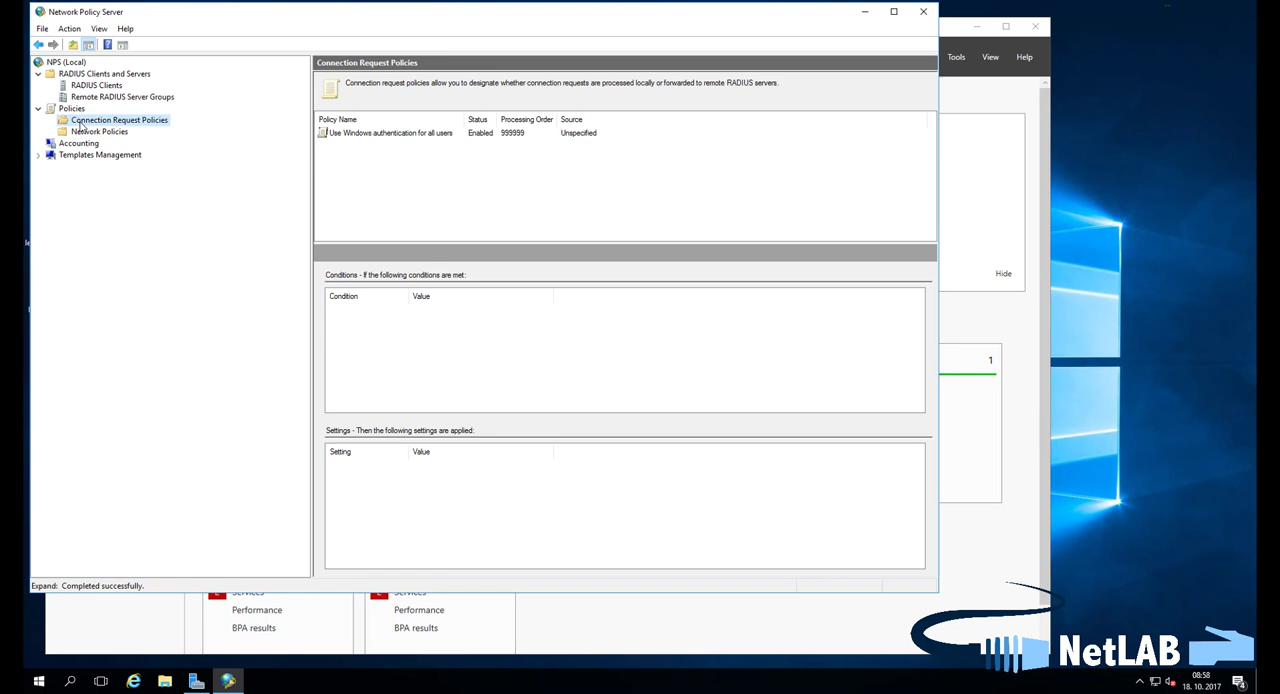 Network Policy Server
File Action View Help
NPS (Local)
RADIUS Clients and Servers
RADIUS Clients
Remote RADIUS Server Groups
Policies
Connection Request Policies
Network Policies
Accounting
Templates Management
Connection Request Policies
Connection request policies allow you to designate whether connection requests are processed locally or forwarded to remote RADIUS servers.
Policy Name Status Processing Order Source
Use Windows authentication for all users Enabled 999999 Unspecified
Conditions - If the following conditions are met:
Condition Value
Settings - Then the following settings are applied:
Setting Value
Expand: Completed successfully.
Tools View Help
Hide
1
Services Services
Performance Performance
BPA results BPA results
NetLAB
08:58
18. 10. 2017
4